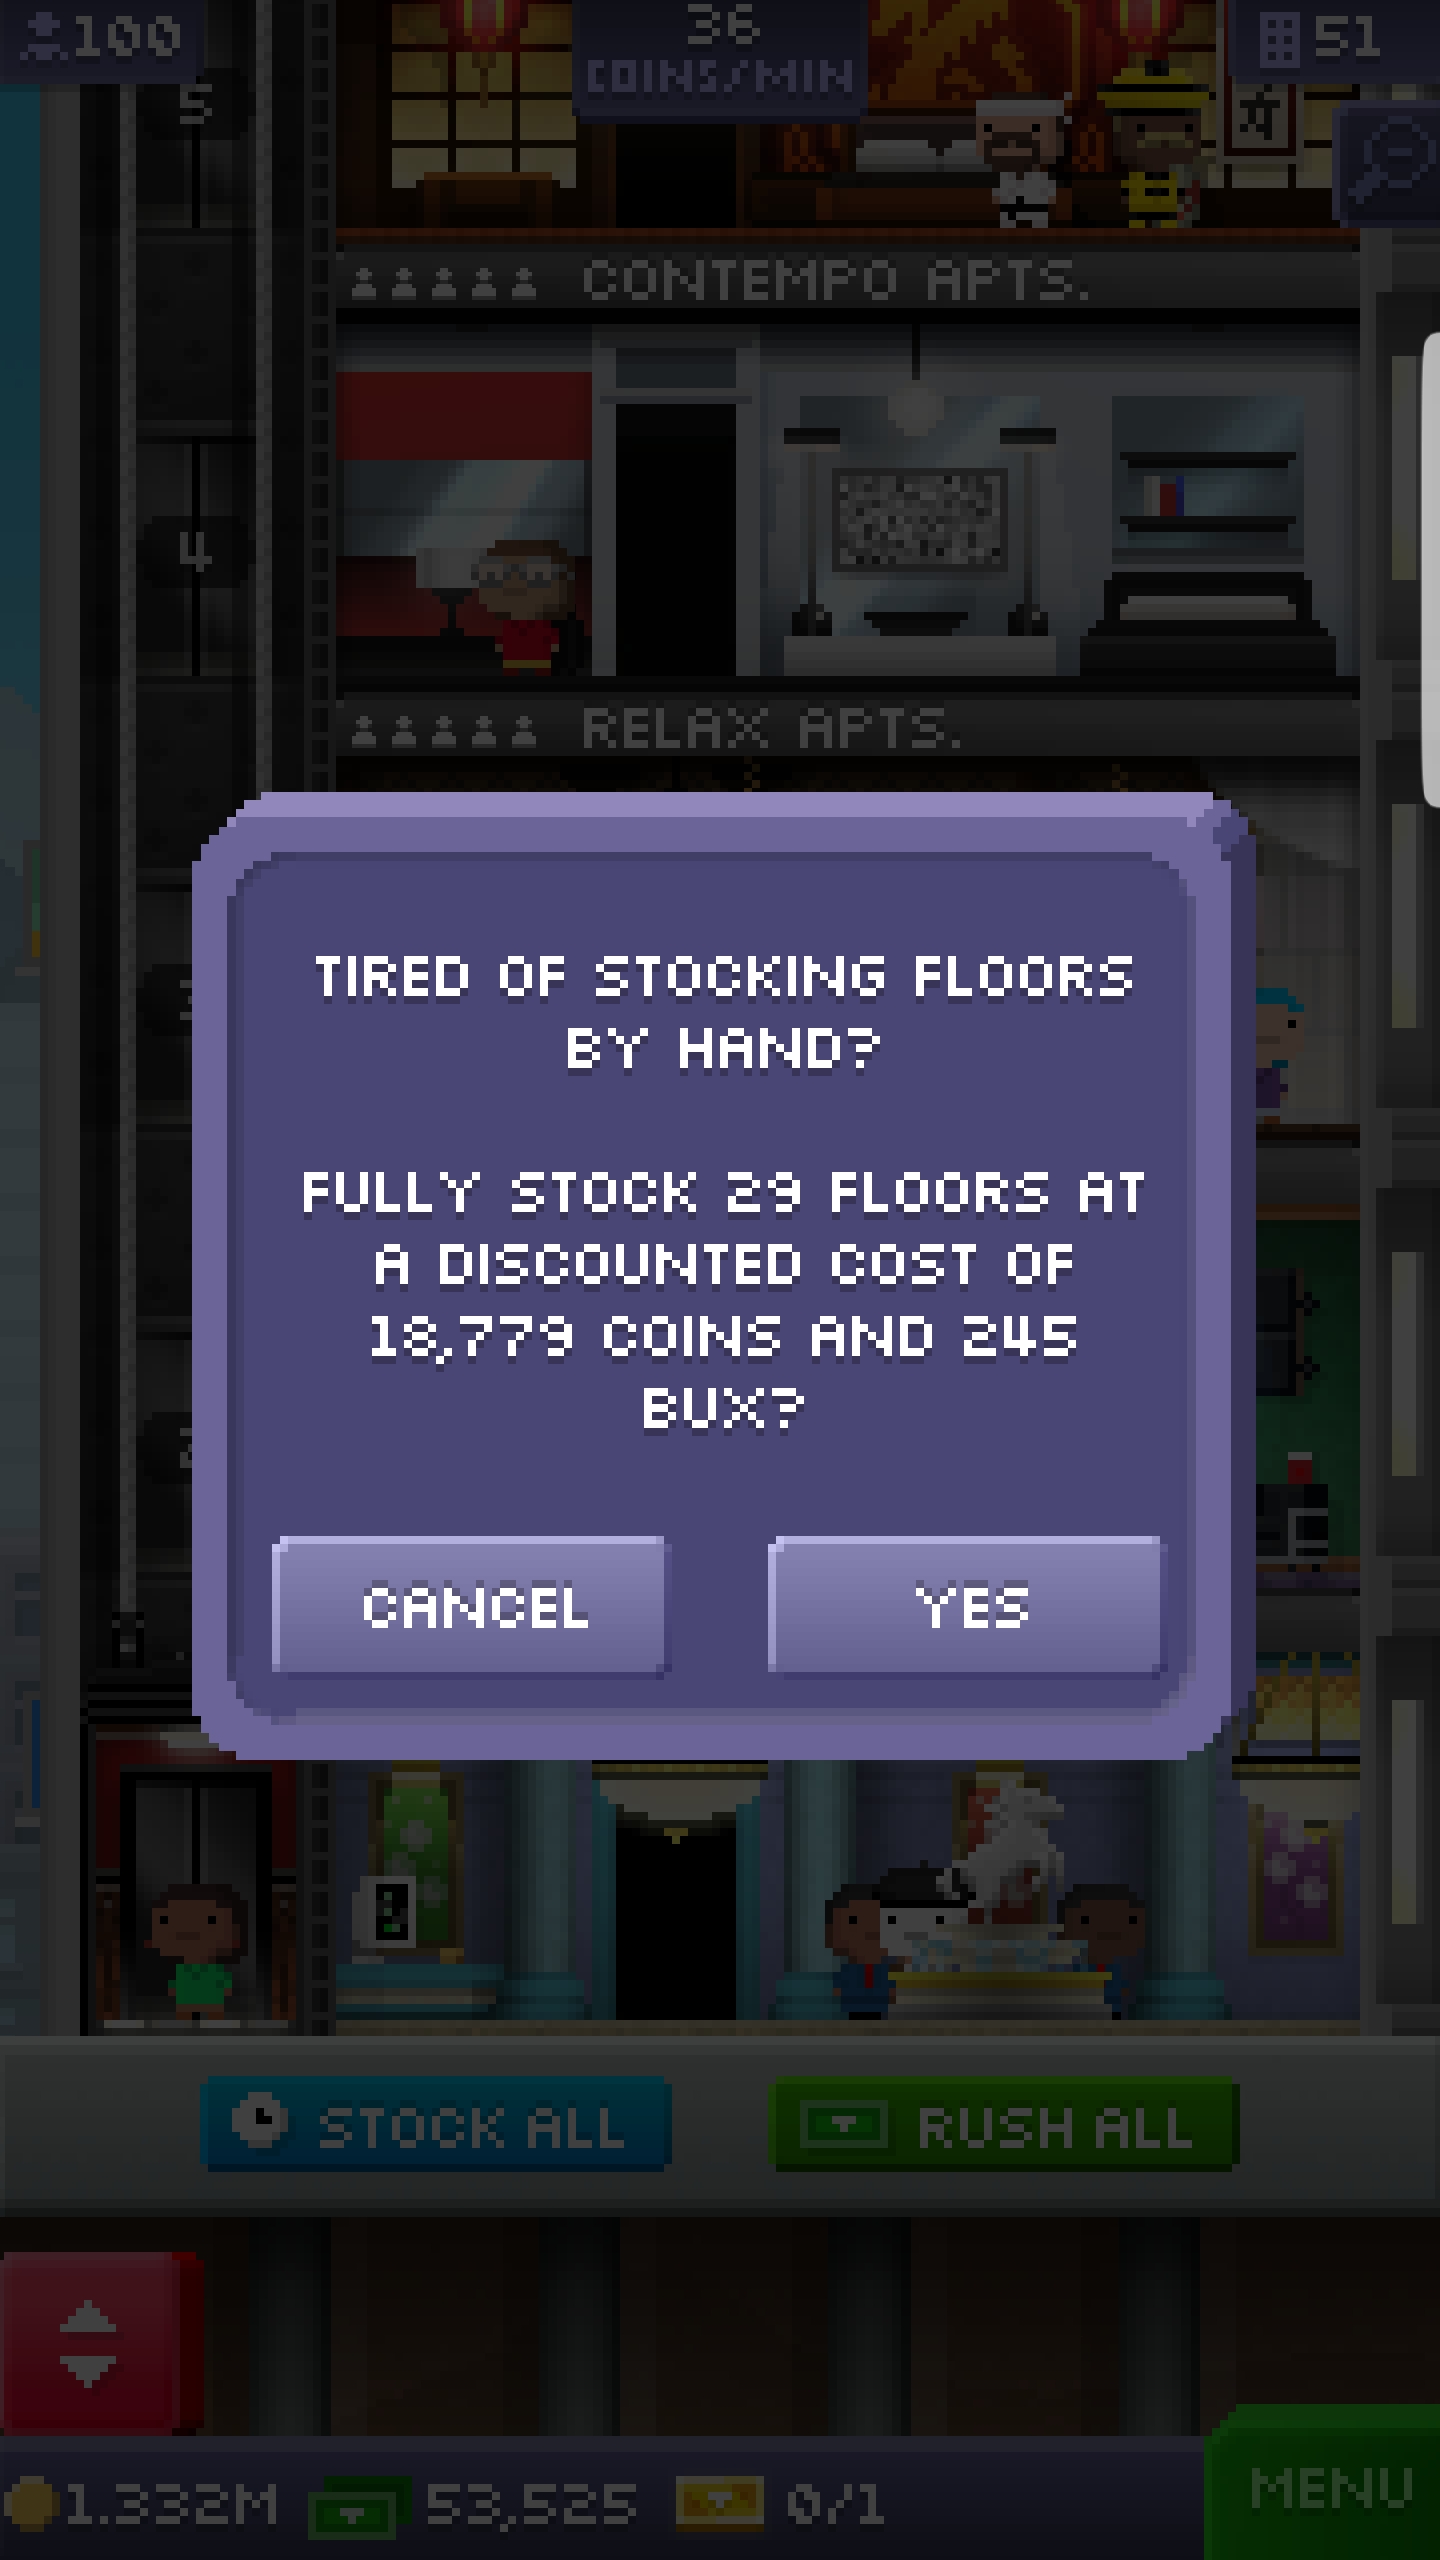 100
36
COINS/MIN
51
5
CONTEMPO APTS.
4
RELAX APTS.
TIRED OF STOCKING FLOORS
BY HAND?
FULLY STOCK 29 FLOORS AT
A DISCOUNTED COST OF
18,779 COINS AND 245
BUX?
CANCEL
YES
STOCK ALL
RUSH ALL
1.332M
53,525
0/1
MENU